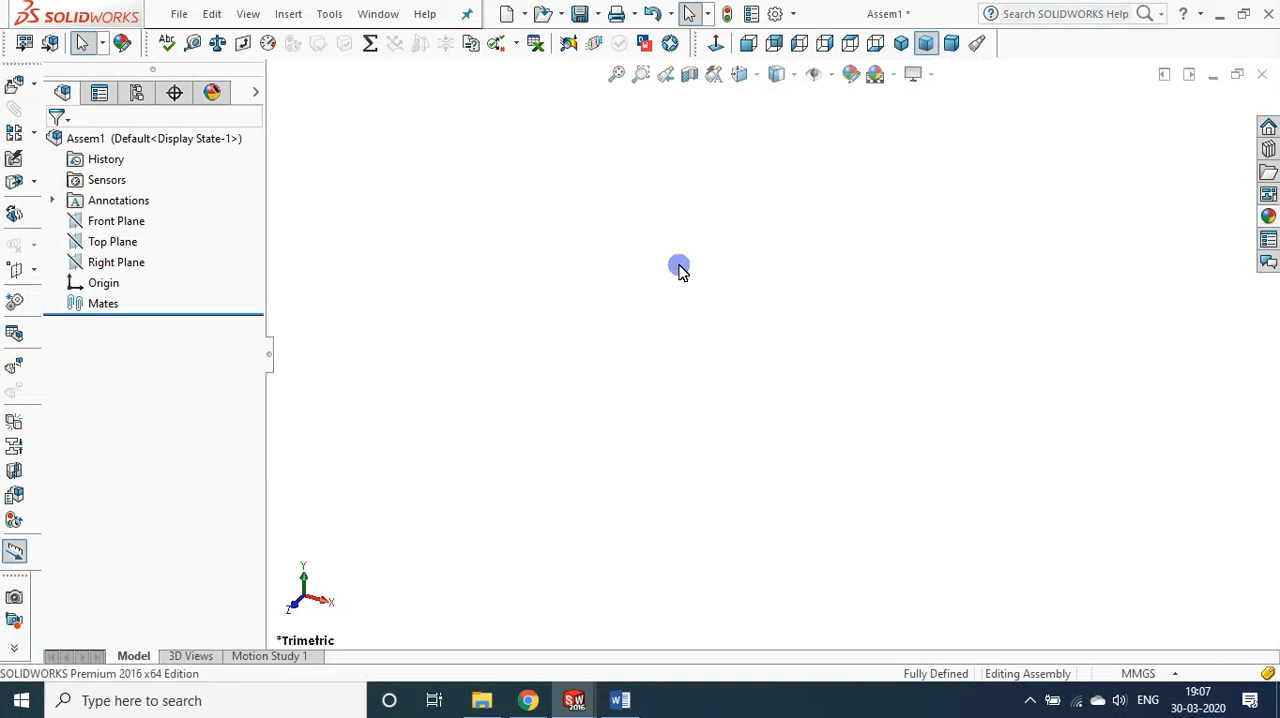 SOLIDWORKS File Edit View Insert Tools Window Help Assem1 * Search SOLIDWORKS Help
Assem1 (Default<Display State-1>)
History
Sensors
Annotations
Front Plane
Top Plane
Right Plane
Origin
Mates
Y
X
Z
*Trimetric
Model 3D Views Motion Study 1
SOLIDWORKS Premium 2016 x64 Edition Fully Defined Editing Assembly MMGS
Type here to search SW 2016 W ENG 19:07
30-03-2020